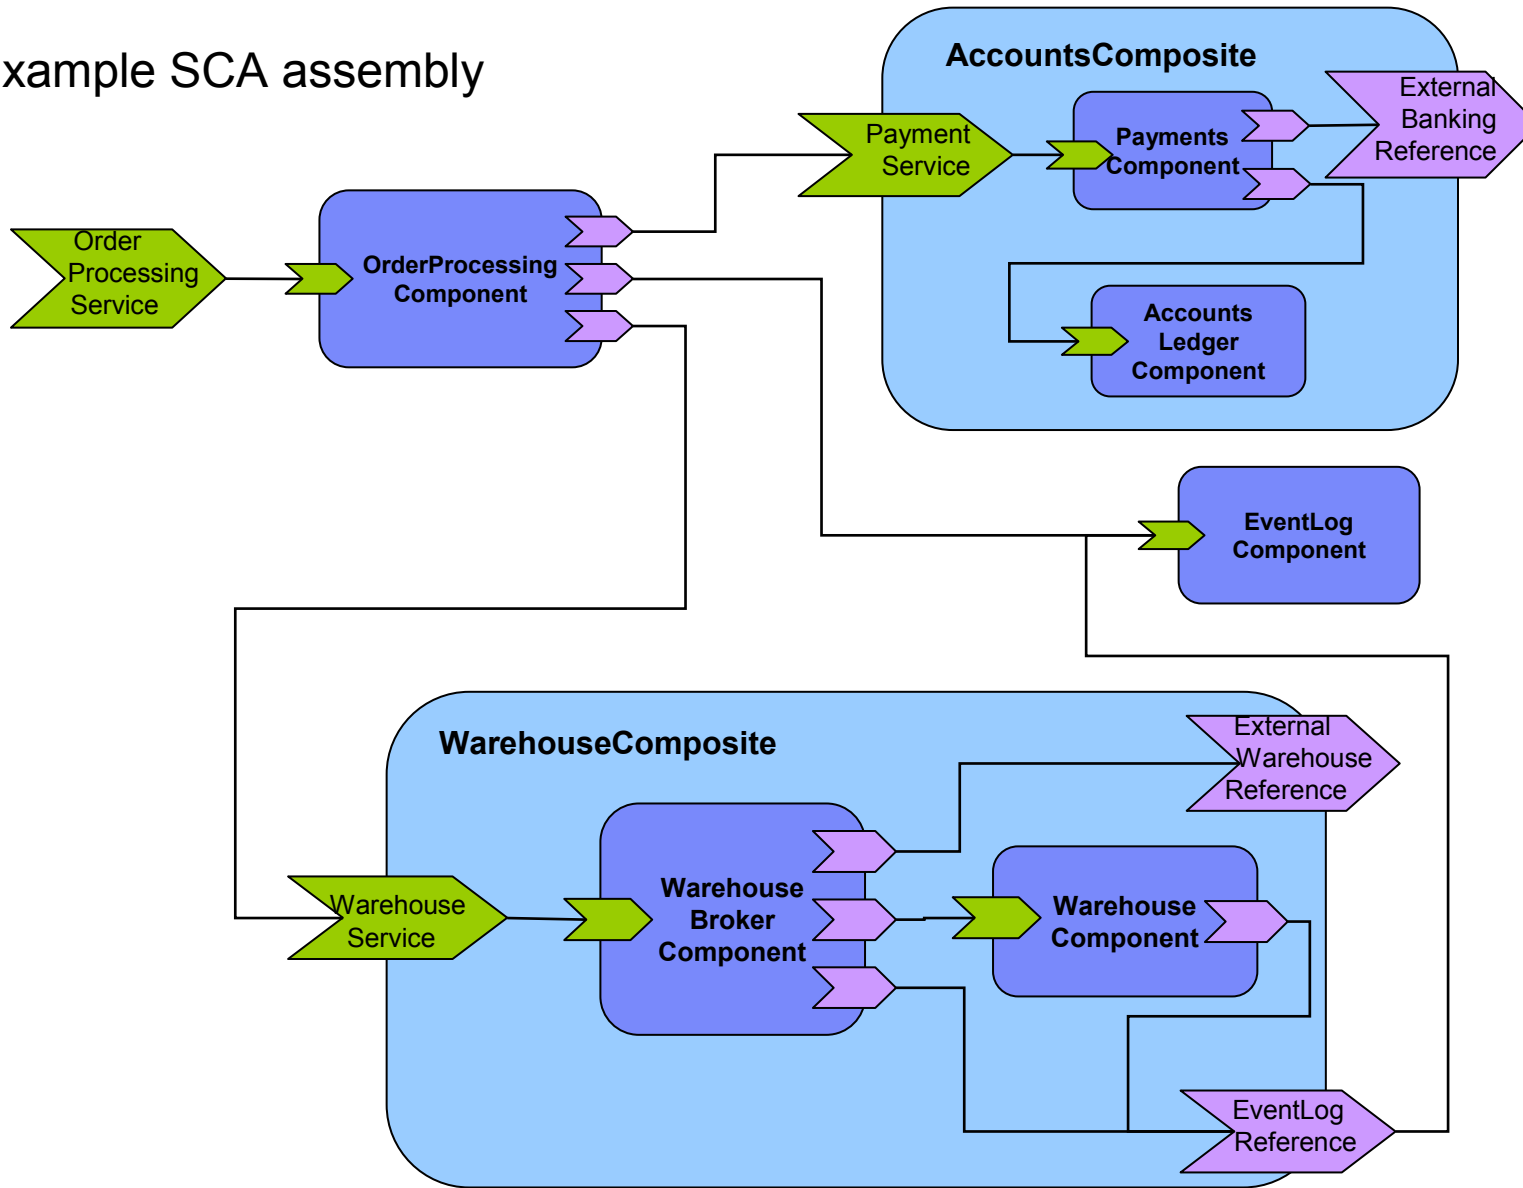 xample SCA assembly
AccountsComposite
External
Banking
Reference
Payment
Service
Payments
Component
Order
Processing
Service
OrderProcessing
Component
Accounts
Ledger
Component
EventLog
Component
WarehouseComposite
External
Warehouse
Reference
Warehouse
Service
Warehouse
Broker
Component
Warehouse
Component
EventLog
Reference